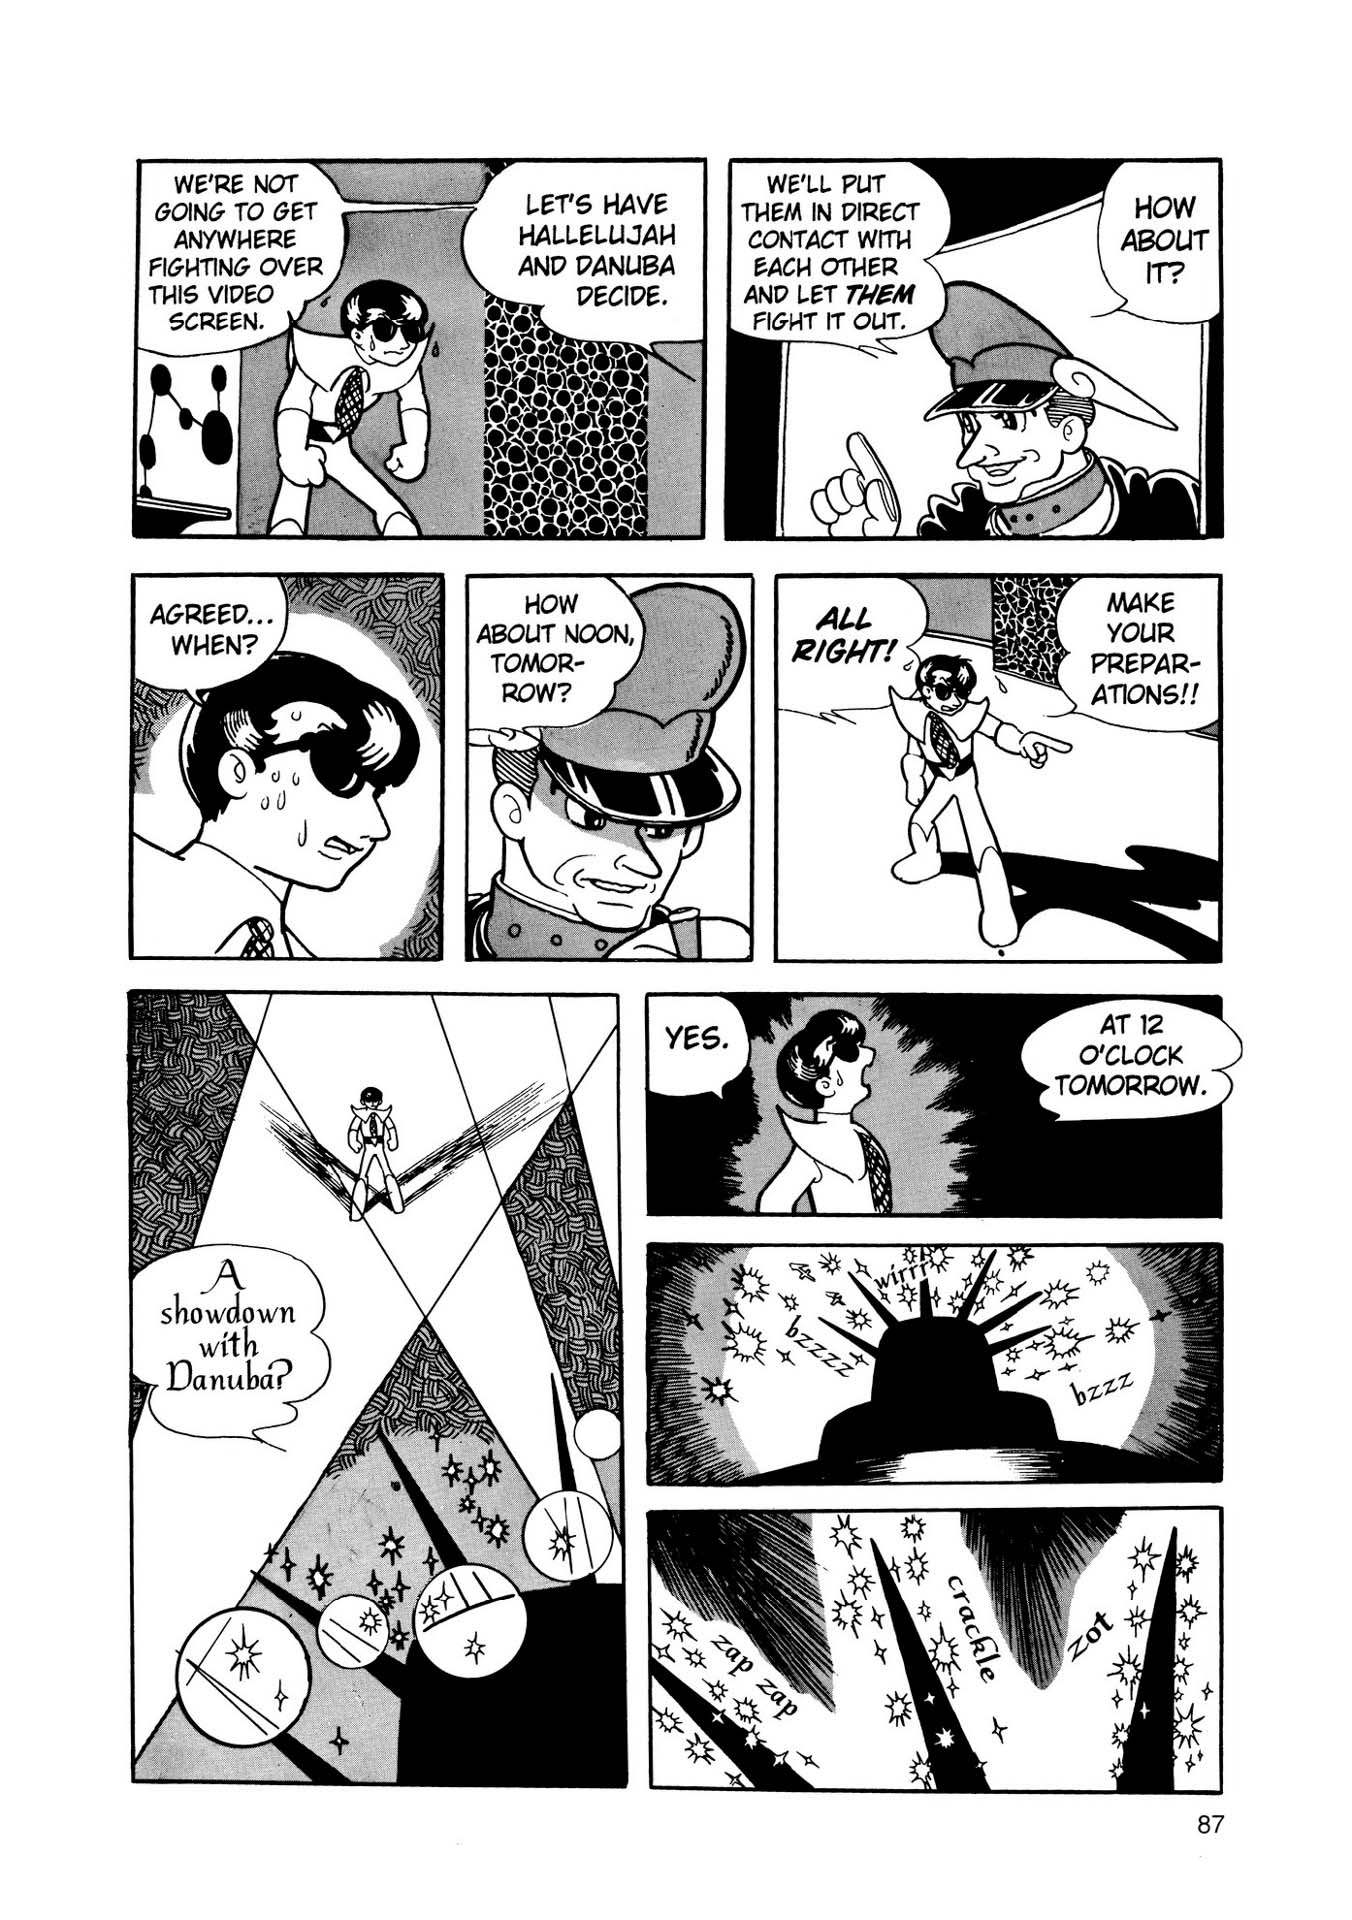 WE'RE NOT
GOING TO GET
ANYWHERE
FIGHTING OVER
THIS VIDEO
SCREEN.
LET'S HAVE
HALLELUJAH
AND DANUBA
DECIDE.
WE'LL PUT
THEM IN DIRECT
CONTACT WITH
EACH OTHER
AND LET THEM
FIGHT IT OUT.
HOW
ABOUT
IT?
AGREED...
WHEN?
HOW
ABOUT NOON,
TOMOR-
ROW?
ALL
RIGHT!
MAKE
YOUR
PREPAR-
ATIONS!!
A
showdown
with
Danuba?
YES.
AT 12
O'CLOCK
TOMORROW.
wirrr
bzzzz
bzzz
zap zap
crackle
zot
87